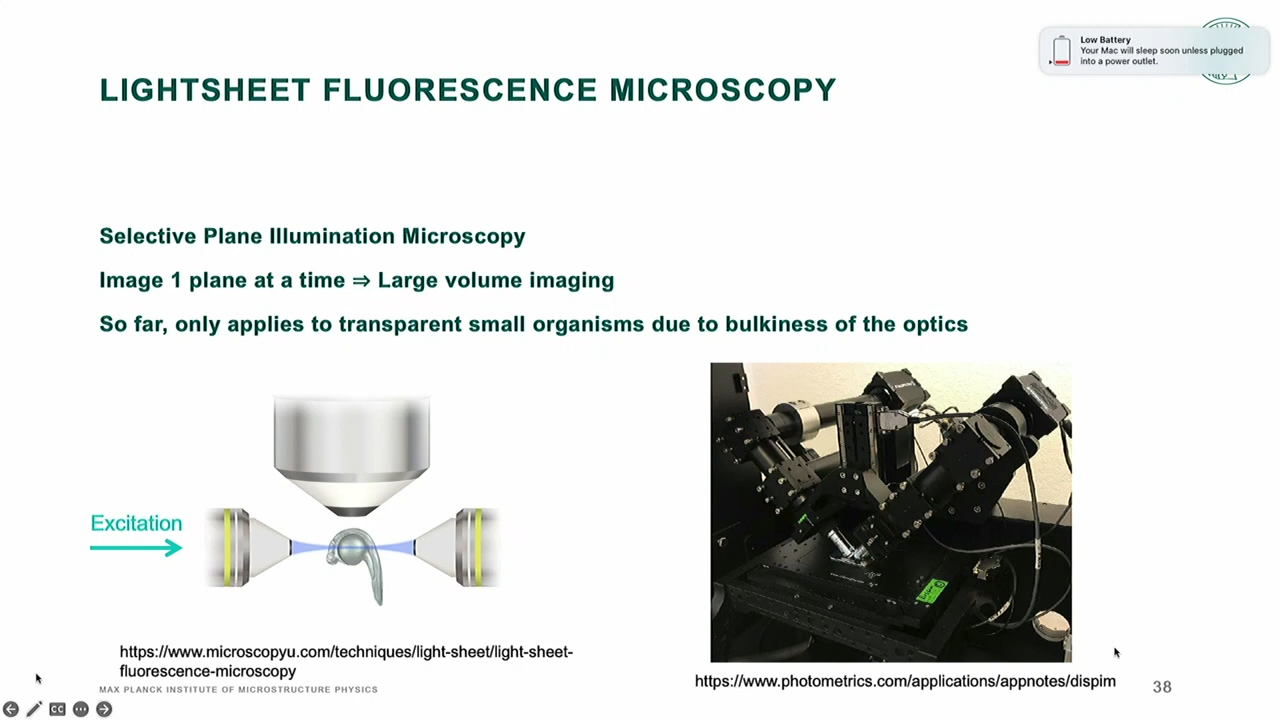 Low Battery
Your Mac will sleep soon unless plugged
into a power outlet.
LIGHTSHEET FLUORESCENCE MICROSCOPY
Selective Plane Illumination Microscopy
Image 1 plane at a time ⇒ Large volume imaging
So far, only applies to transparent small organisms due to bulkiness of the optics
Excitation
https://www.microscopyu.com/techniques/light-sheet/light-sheet-
fluorescence-microscopy
https://www.photometrics.com/applications/appnotes/dispim
MAX PLANCK INSTITUTE OF MICROSTRUCTURE PHYSICS
38
CC